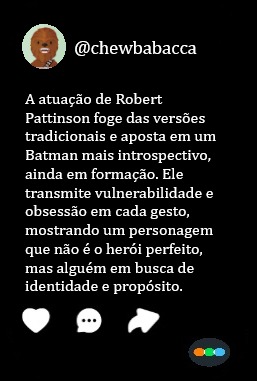 @chewbabacca
A atuação de Robert
Pattinson foge das versões
tradicionais e aposta em um
Batman mais introspectivo,
ainda em formação. Ele
transmite vulnerabilidade e
obsessão em cada gesto,
mostrando um personagem
que não é o herói perfeito,
mas alguém em busca de
identidade e propósito.